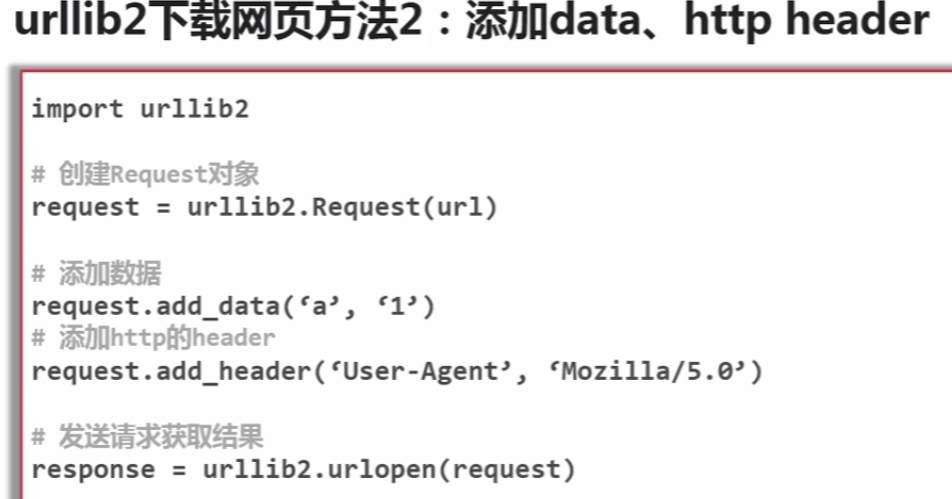 urllib2下载网页方法2：添加data、http header
import urllib2
# 创建Request对象
request = urllib2.Request(url)
# 添加数据
request.add_data(‘a’, ‘1’)
# 添加http的header
request.add_header(‘User-Agent’, ‘Mozilla/5.0’)
# 发送请求获取结果
response = urllib2.urlopen(request)